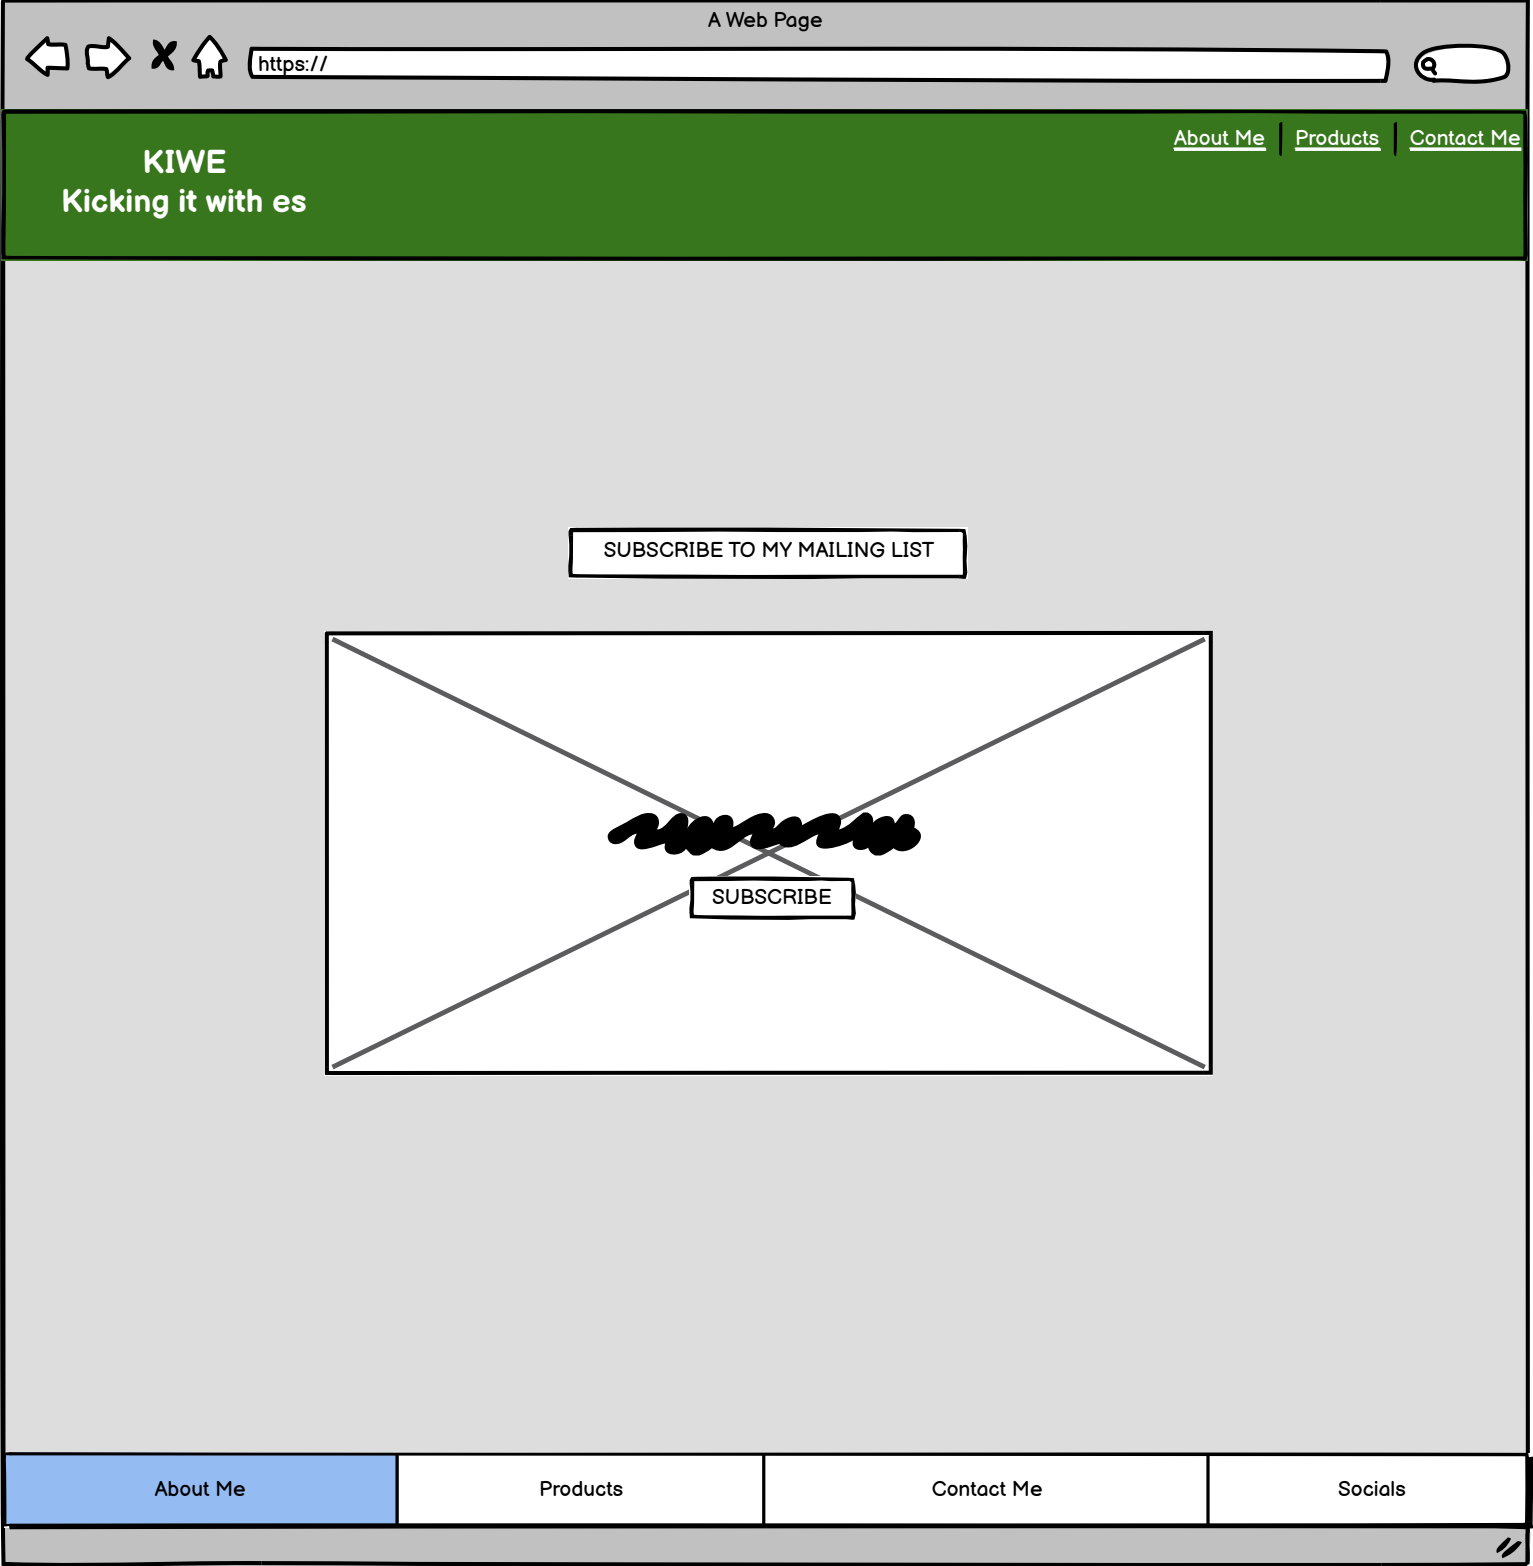 A Web Page
https://
About Me
Products
Contact Me
KIWE
Kicking it with es
SUBSCRIBE TO MY MAILING LIST
SUBSCRIBE
About Me
Products
Contact Me
Socials